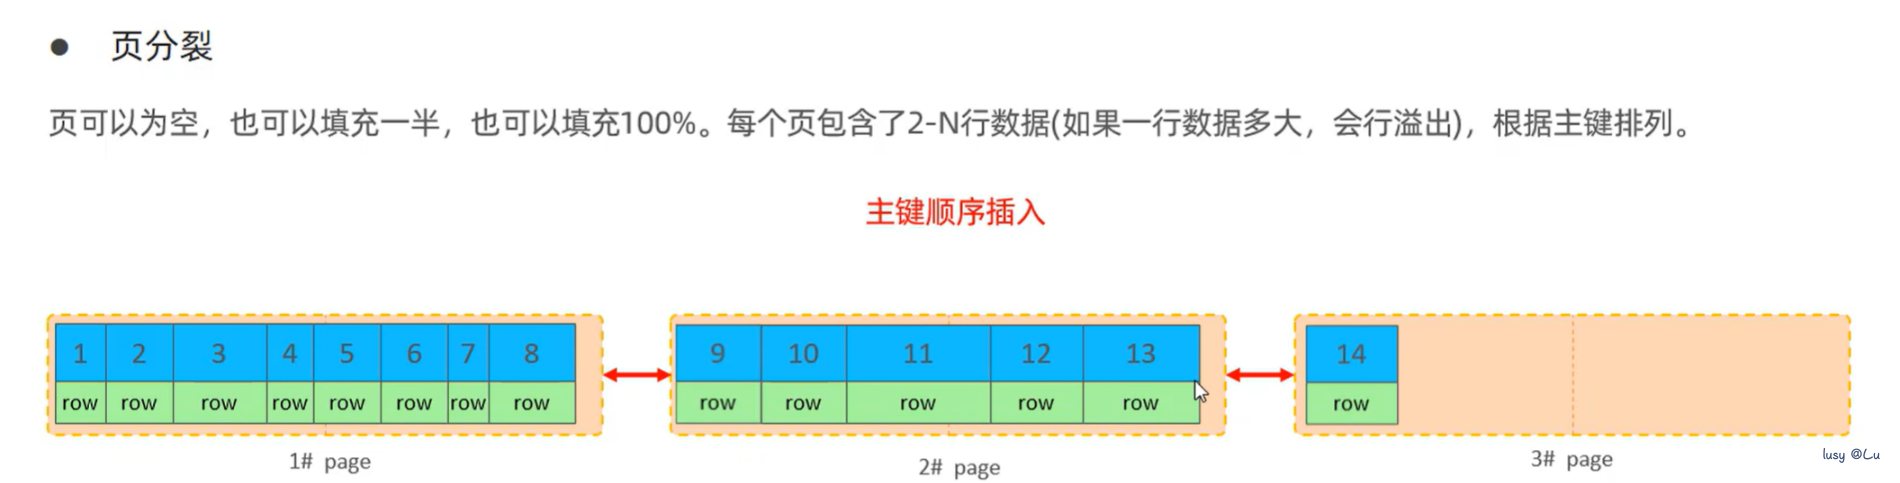 ● 页分裂
页可以为空，也可以填充一半，也可以填充100%。每个页包含了2-N行数据(如果一行数据多大，会行溢出)，根据主键排列。
主键顺序插入
1 2 3 4 5 6 7 8 9 10 11 12 13 14
row row row row row row row row row row row row row row
1# page 2# page 3# page
lusy @Lu